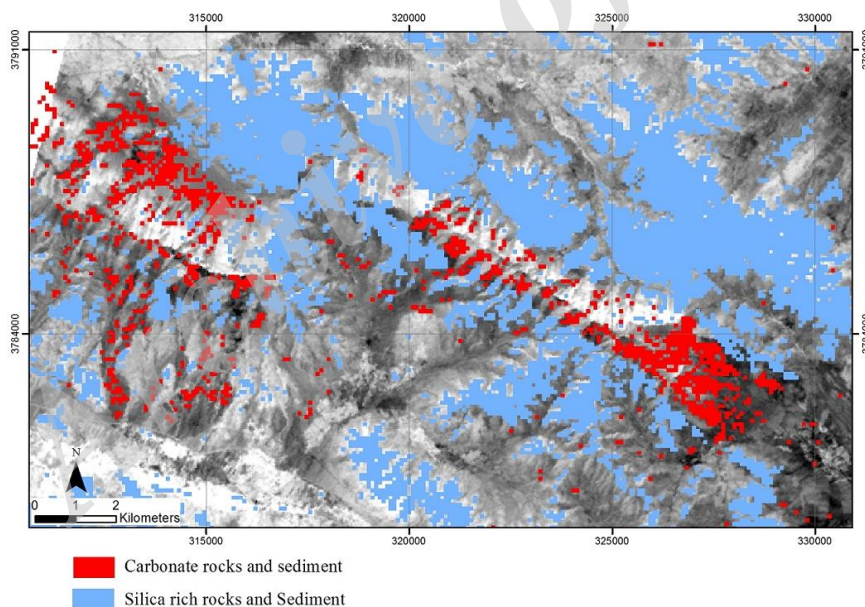 315000 320000 325000 330000
3791000
3784000 3784000
N
0 1 2
Kilometers
315000 320000 325000 330000
Carbonate rocks and sediment
Silica rich rocks and Sediment